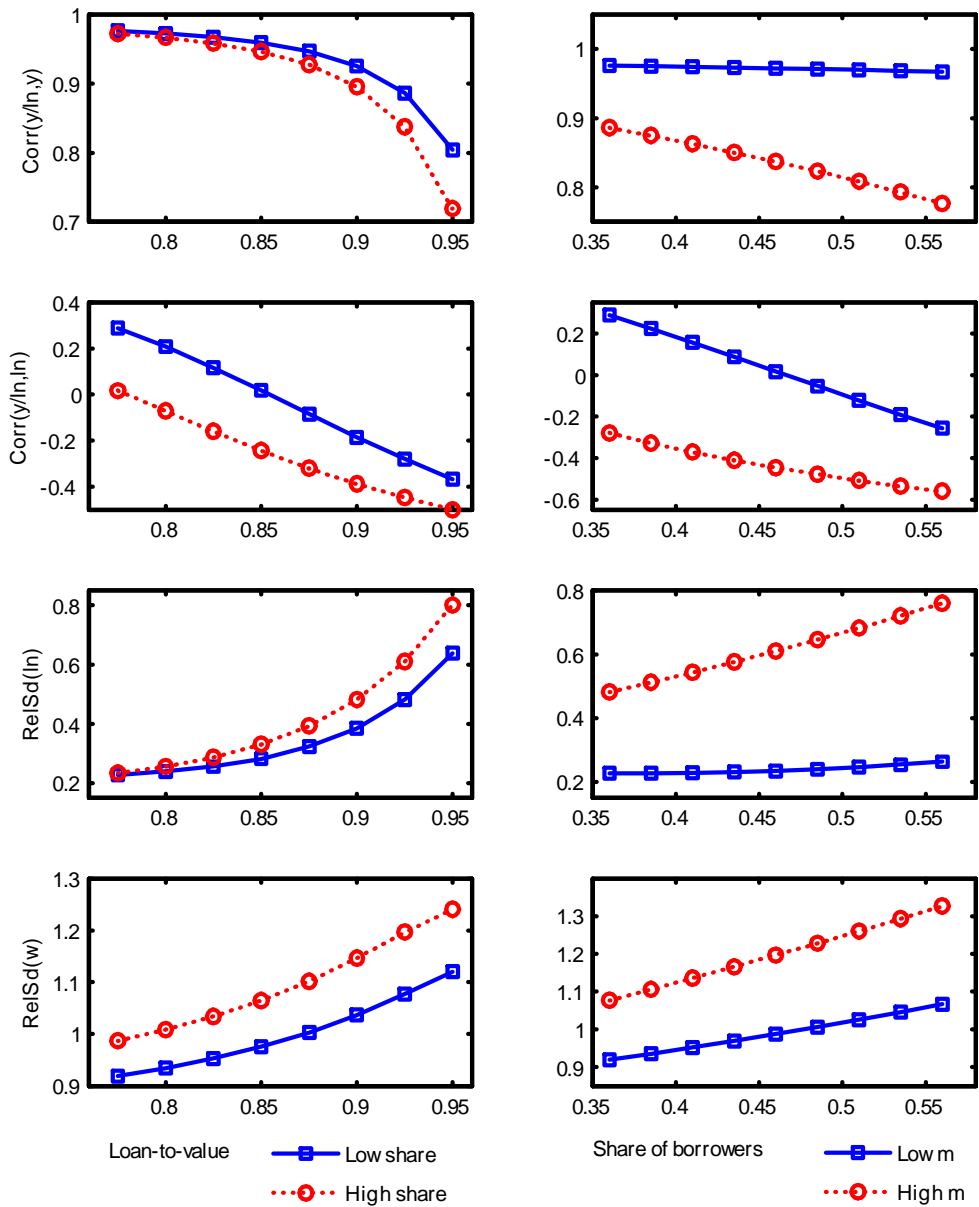 1
0.9
0.8
0.7
Corr(y/ln,y)
0.8 0.85 0.9 0.95
1
0.9
0.8
0.35 0.4 0.45 0.5 0.55
0.4
0.2
0
-0.2
-0.4
Corr(y/ln,ln)
0.8 0.85 0.9 0.95
0.2
0
-0.2
-0.4
-0.6
0.35 0.4 0.45 0.5 0.55
0.8
0.6
0.4
0.2
RelSd(ln)
0.8 0.85 0.9 0.95
0.8
0.6
0.4
0.2
0.35 0.4 0.45 0.5 0.55
1.3
1.2
1.1
1
0.9
RelSd(w)
0.8 0.85 0.9 0.95
1.3
1.2
1.1
1
0.9
0.35 0.4 0.45 0.5 0.55
Loan-to-value
Low share
High share
Share of borrowers
Low m
High m